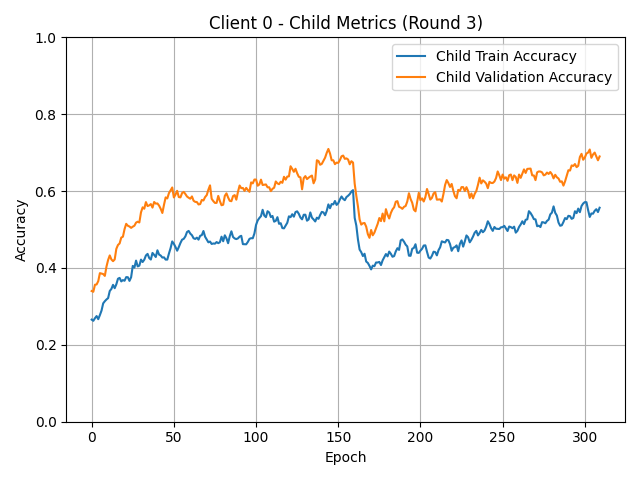 Client 0 - Child Metrics (Round 3)
Child Train Accuracy
Child Validation Accuracy
Accuracy
1.0
0.8
0.6
0.4
0.2
0.0
0 50 100 150 200 250 300
Epoch